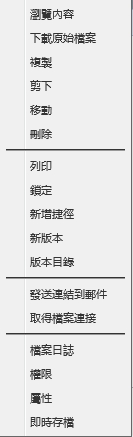 瀏覽內容
下載原始檔案
複製
剪下
移動
刪除
列印
鎖定
新增捷徑
新版本
版本目錄
發送連結到郵件
取得檔案連接
檔案日誌
權限
屬性
即時存檔